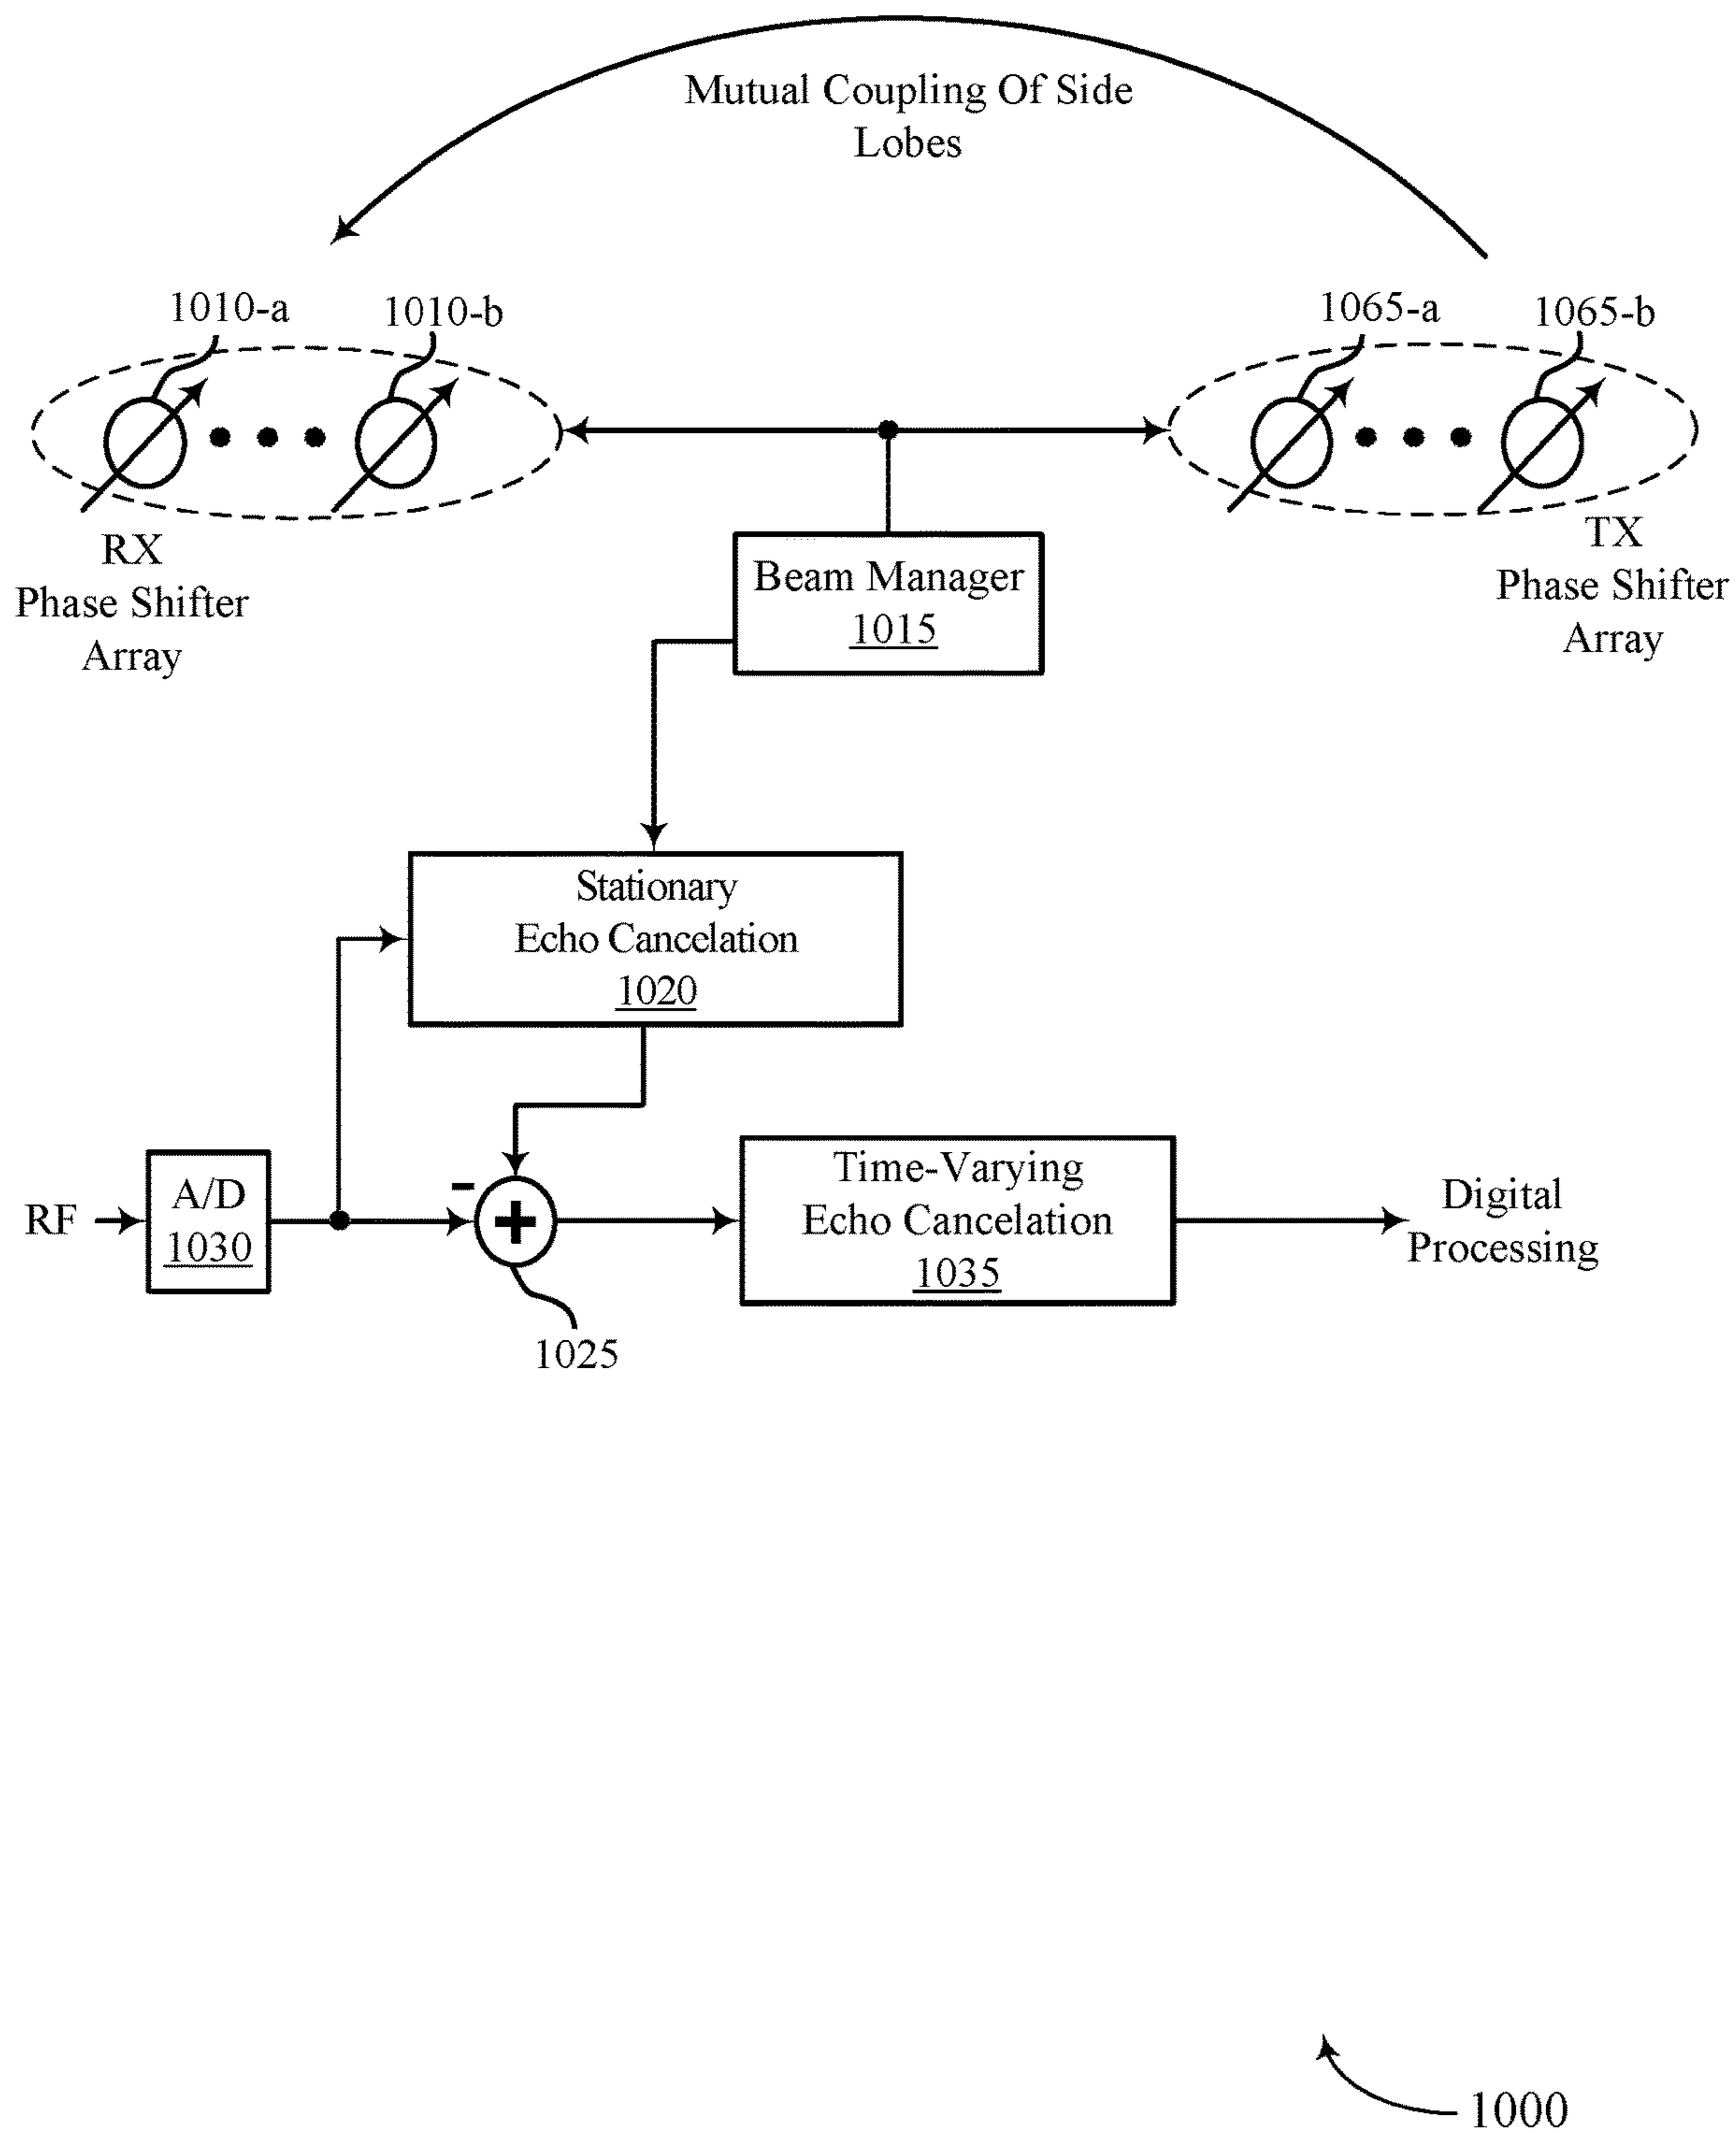 Mutual Coupling Of Side
Lobes
1010-a
1010-b
1065-a
1065-b
RX
Phase Shifter
Array
TX
Phase Shifter
Array
Beam Manager
1015
Stationary
Echo Cancelation
1020
RF
A/D
1030
-
+
1025
Time-Varying
Echo Cancelation
1035
Digital
Processing
1000